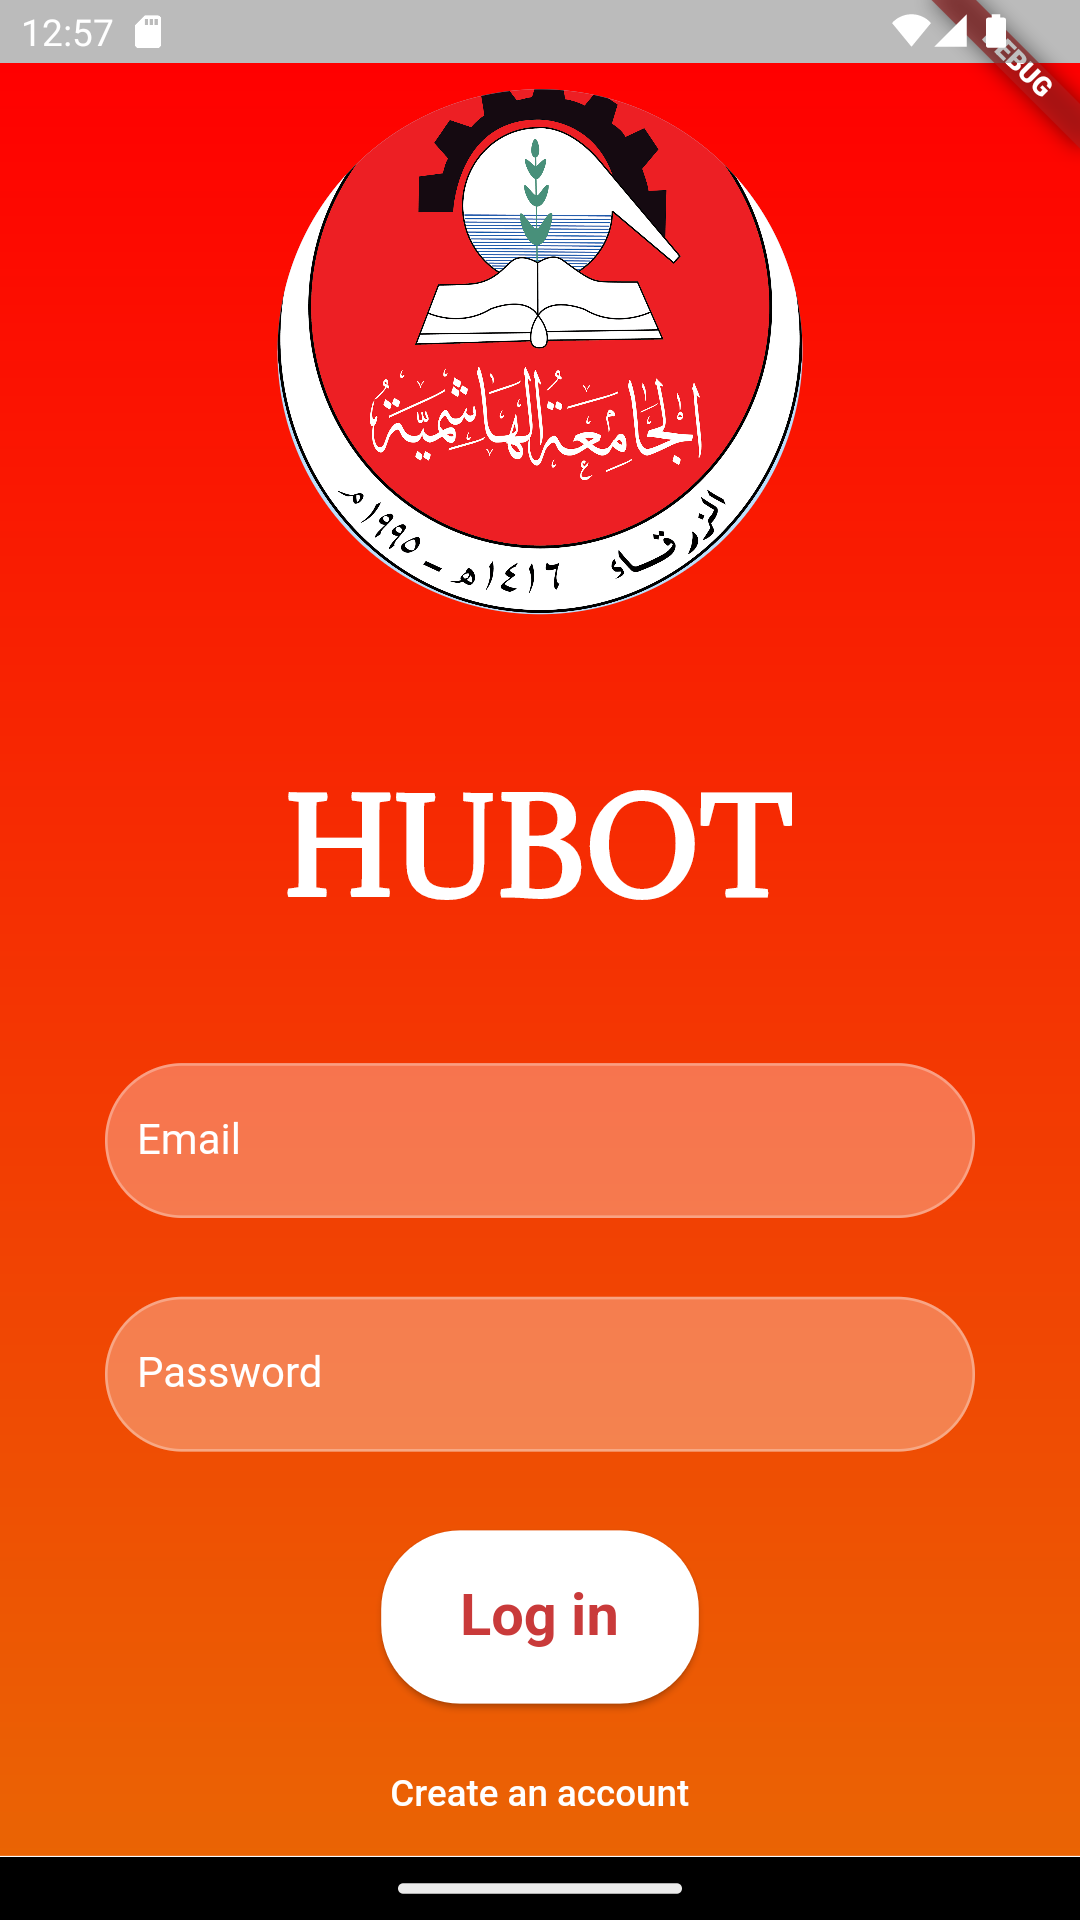 12:57
DEBUG
الجامعة الهاشمية
الزرقاء ١٤١٦هـ - ١٩٩٥م
HUBOT
Email
Password
Log in
Create an account